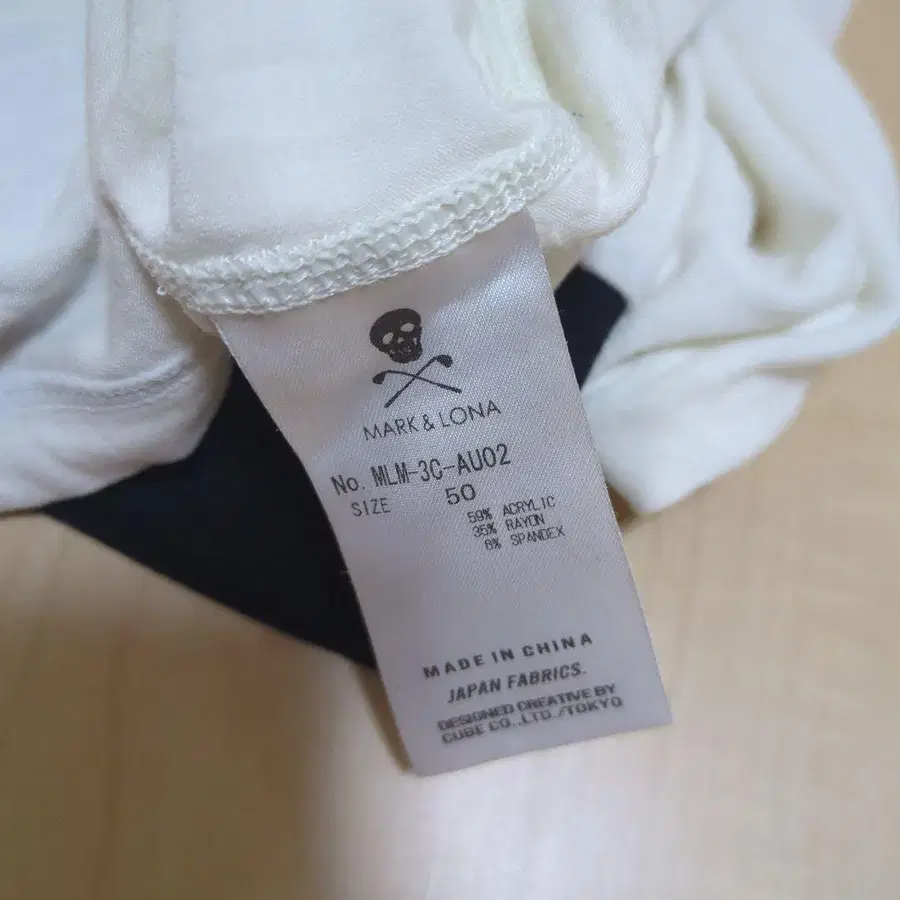 MARK & LONA
No. MLM-3C-AU02
SIZE 50
59% ACRYLIC
35% RAYON
6% SPANDEX
MADE IN CHINA
JAPAN FABRICS.
DESIGNED CREATIVE BY
CUBE CO.,LTD./TOKYO